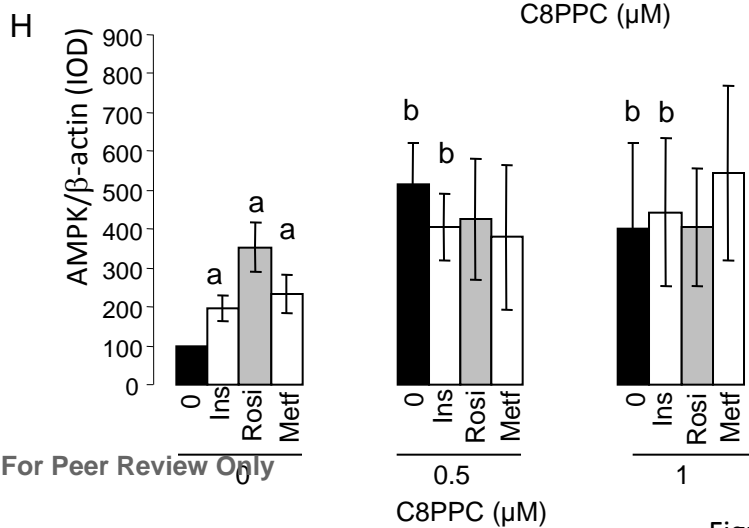 C8PPC (μM)
H
AMPK/β-actin (IOD)
900
800
700
600
500
400
300
200
100
0
a a a
b b
b b
0 Ins Rosi Metf
0 Ins Rosi Metf
0 Ins Rosi Metf
For Peer Review Only
0 0.5 1
C8PPC (μM)